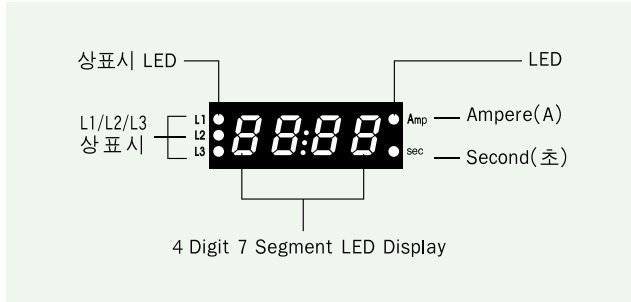 상표시 LED
LED
L1/L2/L3
상 표 시
L1
L2
L3
88:88
Amp
sec
Ampere(A)
Second(초)
4 Digit 7 Segment LED Display